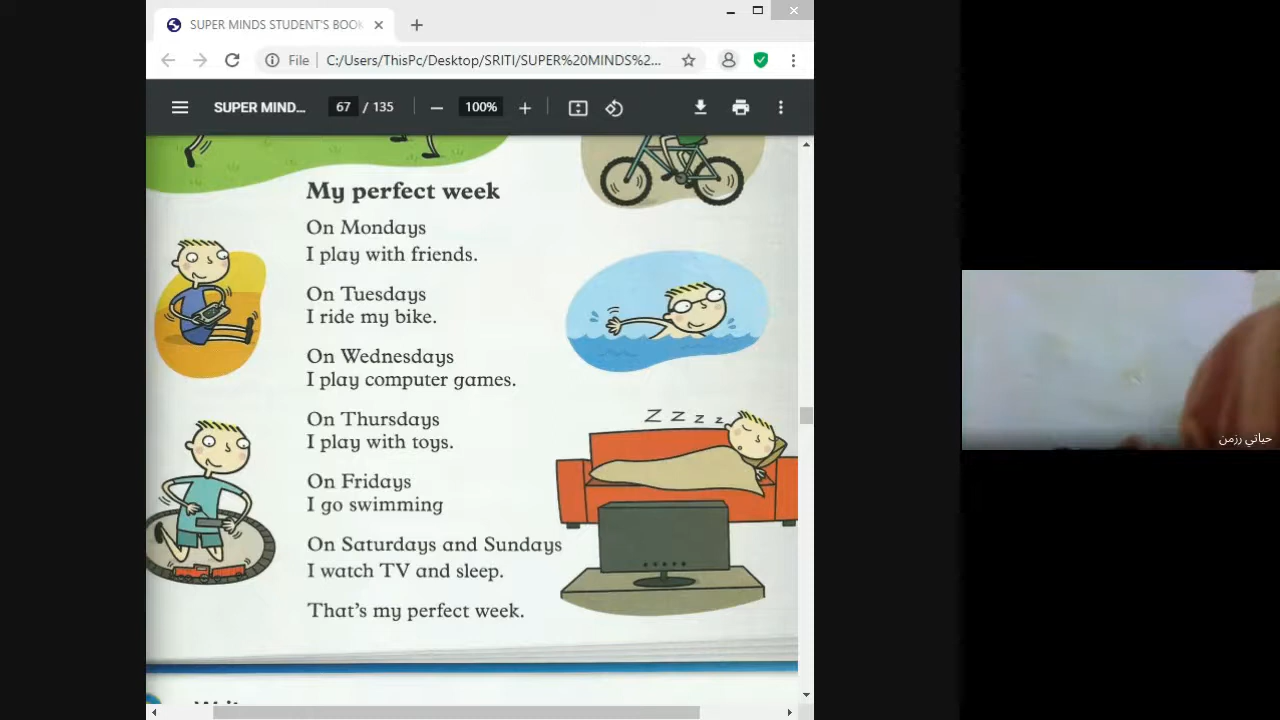 SUPER MINDS STUDENT'S BOOK
File
C:/Users/ThisPc/Desktop/SRITI/SUPER%20MINDS%2...
SUPER MIND...
67 / 135
100%
My perfect week
On Mondays
I play with friends.
On Tuesdays
I ride my bike.
On Wednesdays
I play computer games.
On Thursdays
I play with toys.
On Fridays
I go swimming
On Saturdays and Sundays
I watch TV and sleep.
That's my perfect week.
Z Z Z z
حياتي رزمن